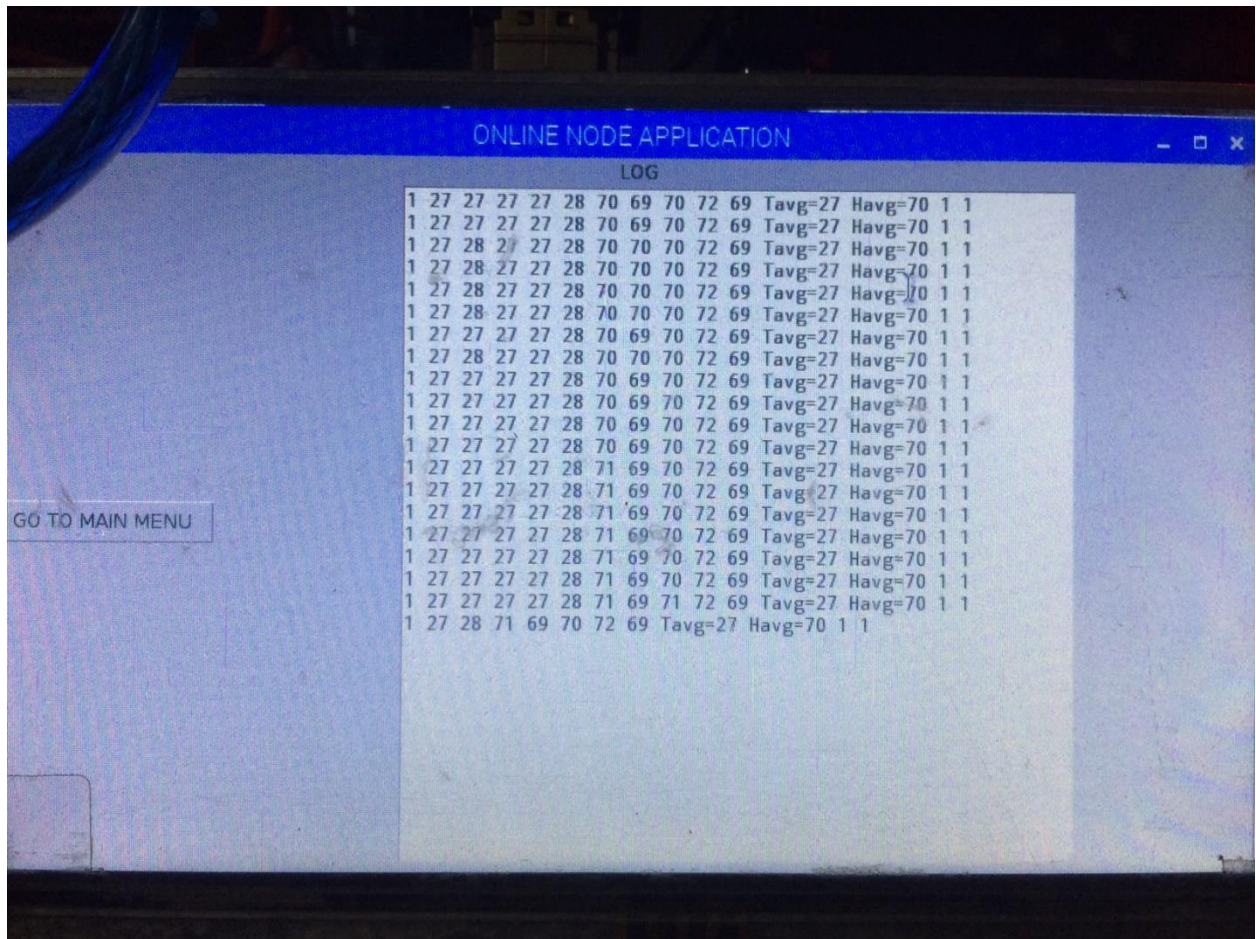 ONLINE NODE APPLICATION
LOG
1 27 27 27 27 28 70 69 70 72 69 Tavg=27 Havg=70 1 1
1 27 27 27 27 28 70 69 70 72 69 Tavg=27 Havg=70 1 1
1 27 28 27 27 28 70 70 70 72 69 Tavg=27 Havg=70 1 1
1 27 28 27 27 28 70 70 70 72 69 Tavg=27 Havg=70 1 1
1 27 28 27 27 28 70 70 70 72 69 Tavg=27 Havg=70 1 1
1 27 28 27 27 28 70 70 70 72 69 Tavg=27 Havg=70 1 1
1 27 27 27 27 28 70 69 70 72 69 Tavg=27 Havg=70 1 1
1 27 28 27 27 28 70 70 70 72 69 Tavg=27 Havg=70 1 1
1 27 27 27 27 28 70 69 70 72 69 Tavg=27 Havg=70 1 1
1 27 27 27 27 28 70 69 70 72 69 Tavg=27 Havg=70 1 1
1 27 27 27 27 28 70 69 70 72 69 Tavg=27 Havg=70 1 1
1 27 27 27 27 28 70 69 70 72 69 Tavg=27 Havg=70 1 1
1 27 27 27 27 28 71 69 70 72 69 Tavg=27 Havg=70 1 1
1 27 27 27 27 28 71 69 70 72 69 Tavg=27 Havg=70 1 1
1 27 27 27 27 28 71 69 70 72 69 Tavg=27 Havg=70 1 1
1 27 27 27 27 28 71 69 70 72 69 Tavg=27 Havg=70 1 1
1 27 27 27 27 28 71 69 70 72 69 Tavg=27 Havg=70 1 1
1 27 27 27 27 28 71 69 70 72 69 Tavg=27 Havg=70 1 1
1 27 27 27 27 28 71 69 71 72 69 Tavg=27 Havg=70 1 1
1 27 28 71 69 70 72 69 Tavg=27 Havg=70 1 1
GO TO MAIN MENU